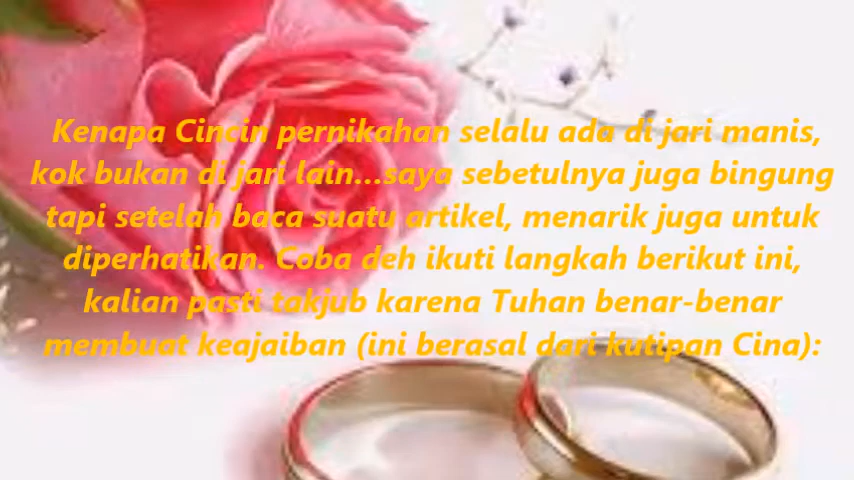 Kenapa Cincin pernikahan selalu ada di jari manis,
kok bukan di jari lain...saya sebetulnya juga bingung
tapi setelah baca suatu artikel, menarik juga untuk
diperhatikan. Coba deh ikuti langkah berikut ini,
kalian pasti takjub karena Tuhan benar-benar
membuat keajaiban (ini berasal dari kutipan Cina):